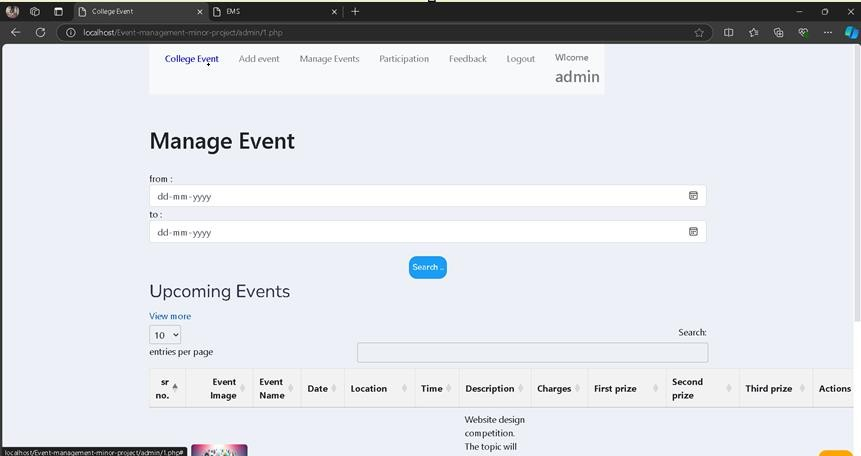 College Event
EMS
localhost/Event-management-minor-project/admin/1.php
College Event Add event Manage Events Participation Feedback Logout Wlcome
admin
Manage Event
from :
dd-mm-yyyy
to :
dd-mm-yyyy
Search ..
Upcoming Events
View more
10
entries per page
Search:
sr no. Event Image Event Name Date Location Time Description Charges First prize Second prize Third prize Actions
Website design
competition.
The topic will
localhost/Event-management-minor-project/admin/1.php#